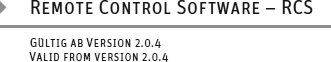 Remote Control Software – RCS
Gültig ab Version 2.0.4
Valid from version 2.0.4